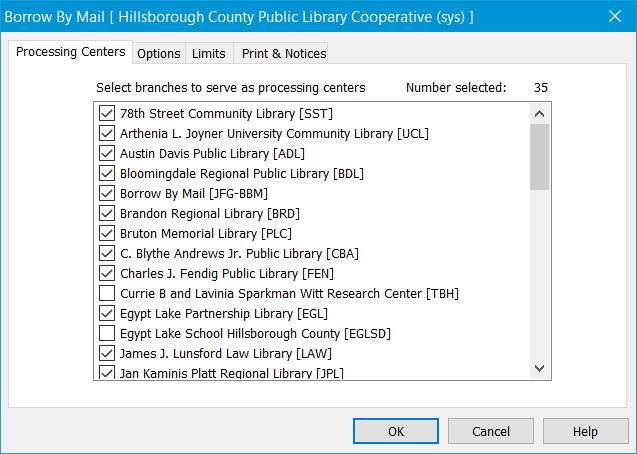 Borrow By Mail [ Hillsborough County Public Library Cooperative (sys) ]
Processing Centers Options Limits Print & Notices
Select branches to serve as processing centers Number selected: 35
78th Street Community Library [SST]
Arthenia L. Joyner University Community Library [UCL]
Austin Davis Public Library [ADL]
Bloomingdale Regional Public Library [BDL]
Borrow By Mail [JFG-BBM]
Brandon Regional Library [BRD]
Bruton Memorial Library [PLC]
C. Blythe Andrews Jr. Public Library [CBA]
Charles J. Fendig Public Library [FEN]
Currie B and Lavinia Sparkman Witt Research Center [TBH]
Egypt Lake Partnership Library [EGL]
Egypt Lake School Hillsborough County [EGLSD]
James J. Lunsford Law Library [LAW]
Jan Kaminis Platt Regional Library [JPL]
OK Cancel Help